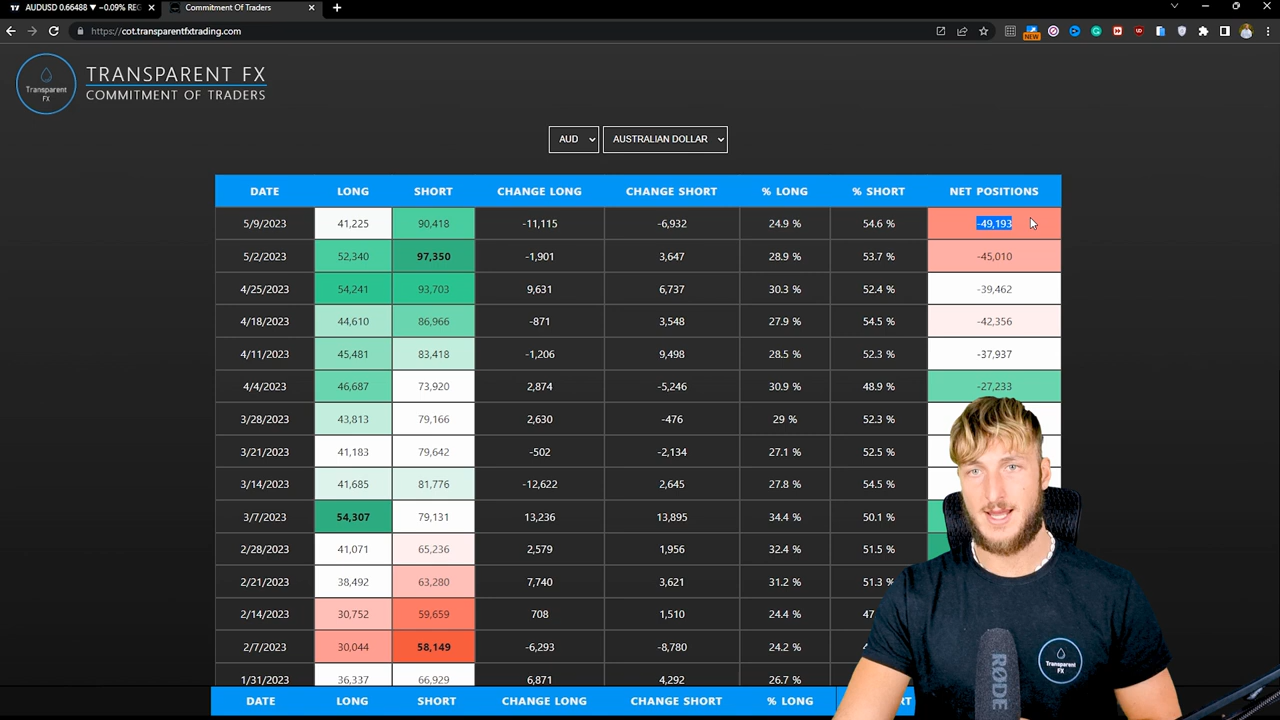 AUDUSD 0.66488 ▼ −0.09% REG
Commitment Of Traders
https://cot.transparentfxtrading.com
NEW
Transparent
FX
TRANSPARENT FX
COMMITMENT OF TRADERS
AUD
AUSTRALIAN DOLLAR
DATE LONG SHORT CHANGE LONG CHANGE SHORT % LONG % SHORT NET POSITIONS
5/9/2023 41,225 90,418 -11,115 -6,932 24.9 % 54.6 % -49,193
5/2/2023 52,340 97,350 -1,901 3,647 28.9 % 53.7 % -45,010
4/25/2023 54,241 93,703 9,631 6,737 30.3 % 52.4 % -39,462
4/18/2023 44,610 86,966 -871 3,548 27.9 % 54.5 % -42,356
4/11/2023 45,481 83,418 -1,206 9,498 28.5 % 52.3 % -37,937
4/4/2023 46,687 73,920 2,874 -5,246 30.9 % 48.9 % -27,233
3/28/2023 43,813 79,166 2,630 -476 29 % 52.3 %
3/21/2023 41,183 79,642 -502 -2,134 27.1 % 52.5 %
3/14/2023 41,685 81,776 -12,622 2,645 27.8 % 54.5 %
3/7/2023 54,307 79,131 13,236 13,895 34.4 % 50.1 %
2/28/2023 41,071 65,236 2,579 1,956 32.4 % 51.5 %
2/21/2023 38,492 63,280 7,740 3,621 31.2 % 51.3 %
2/14/2023 30,752 59,659 708 1,510 24.4 % 47
2/7/2023 30,044 58,149 -6,293 -8,780 24.2 %
1/31/2023 36,337 66,929 6,871 4,292 26.7 %
DATE LONG SHORT CHANGE LONG CHANGE SHORT % LONG % SHORT
Transparent
FX
RØDE